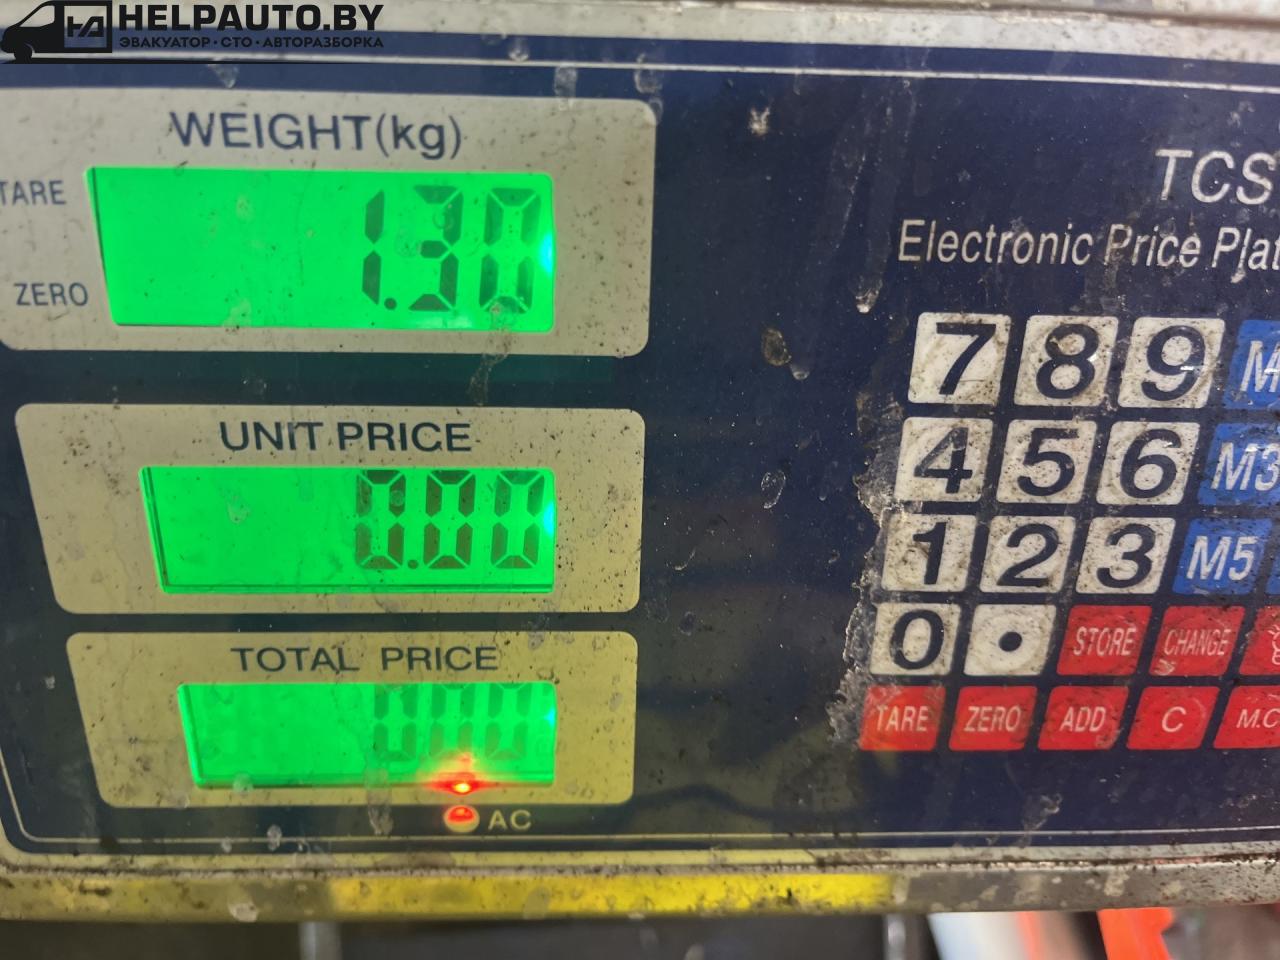 HELPAUTO.BY
ЭВАКУАТОР · СТО · АВТОРАЗБОРКА
WEIGHT(kg)
TARE
1.30
ZERO
UNIT PRICE
0.00
TOTAL PRICE
AC
TCS
Electronic Price Plat
7 8 9
4 5 6 M3
1 2 3 M5
0 . STORE CHANGE
TARE ZERO ADD C M.C